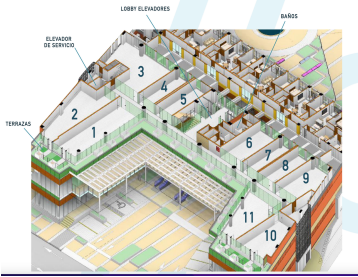 LOBBY ELEVADORES
BAÑOS
ELEVADOR
DE SERVICIO
TERRAZAS
3
4
5
2
1
6
7
8
9
11
10